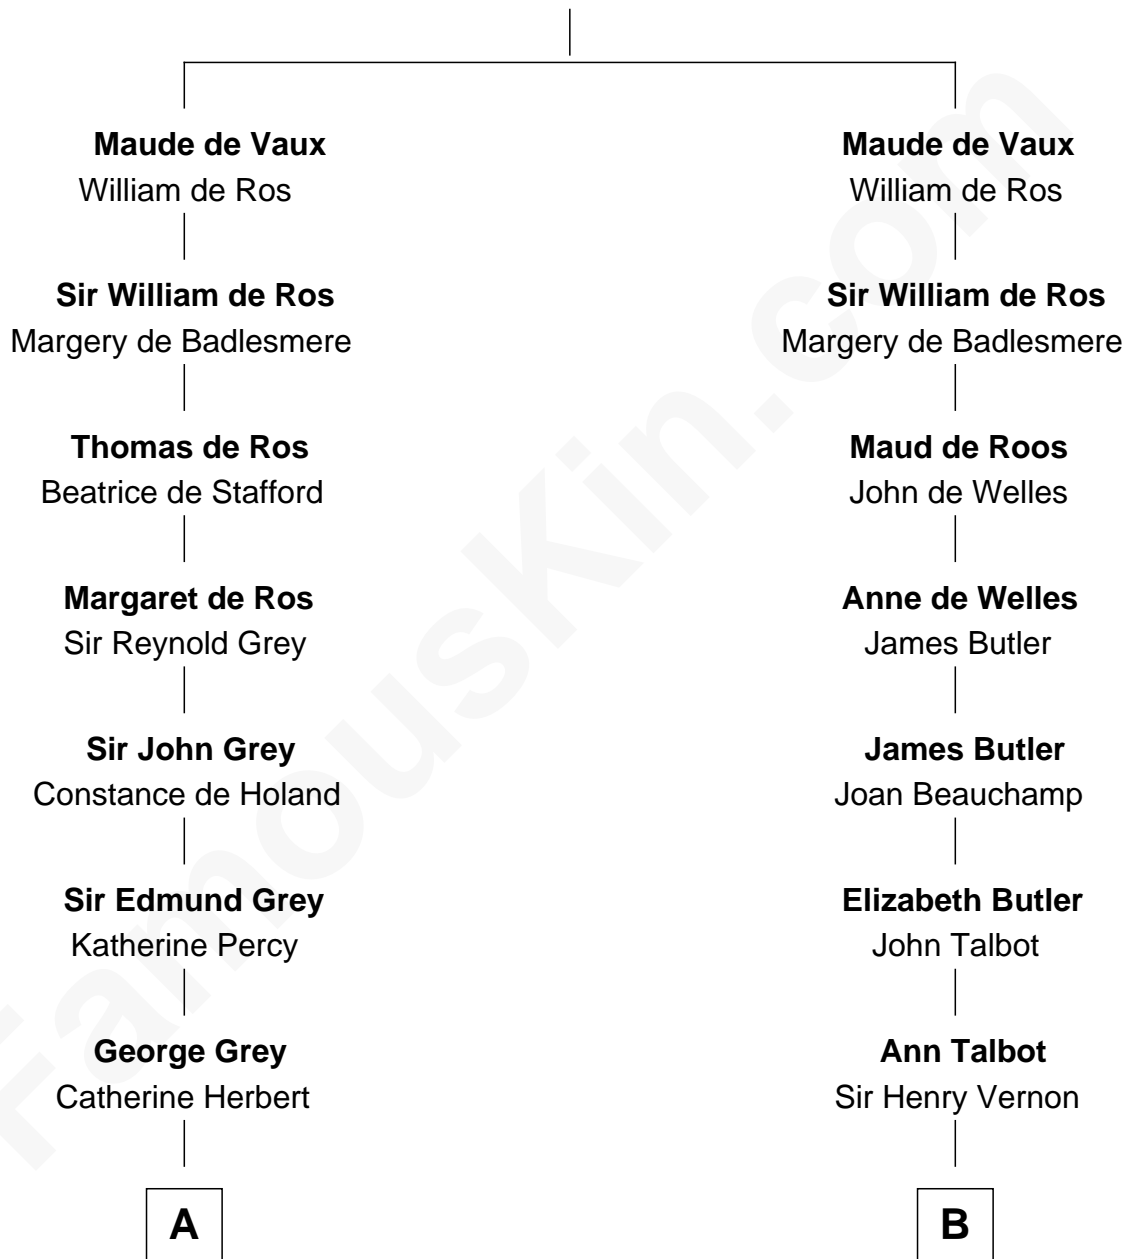 Maude de Vaux
William de Ros
Sir William de Ros
Margery de Badlesmere
Thomas de Ros
Beatrice de Stafford
Margaret de Ros
Sir Reynold Grey
Sir John Grey
Constance de Holand
Sir Edmund Grey
Katherine Percy
George Grey
Catherine Herbert
A
Maude de Vaux
William de Ros
Sir William de Ros
Margery de Badlesmere
Maud de Roos
John de Welles
Anne de Welles
James Butler
James Butler
Joan Beauchamp
Elizabeth Butler
John Talbot
Ann Talbot
Sir Henry Vernon
B
FamousKin.com